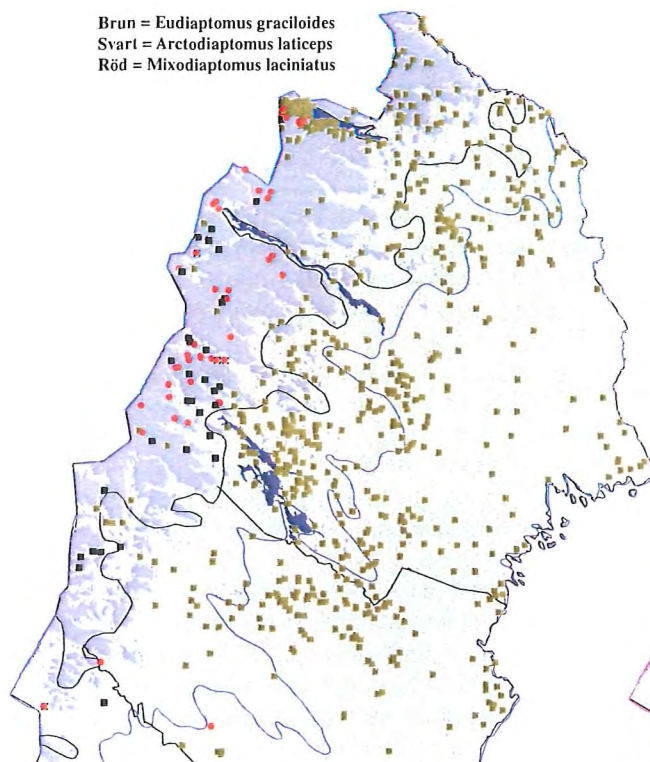 Brun = Eudiaptomus graciloides
Svart = Arctodiaptomus laticeps
Röd = Mixodiaptomus laciniatus